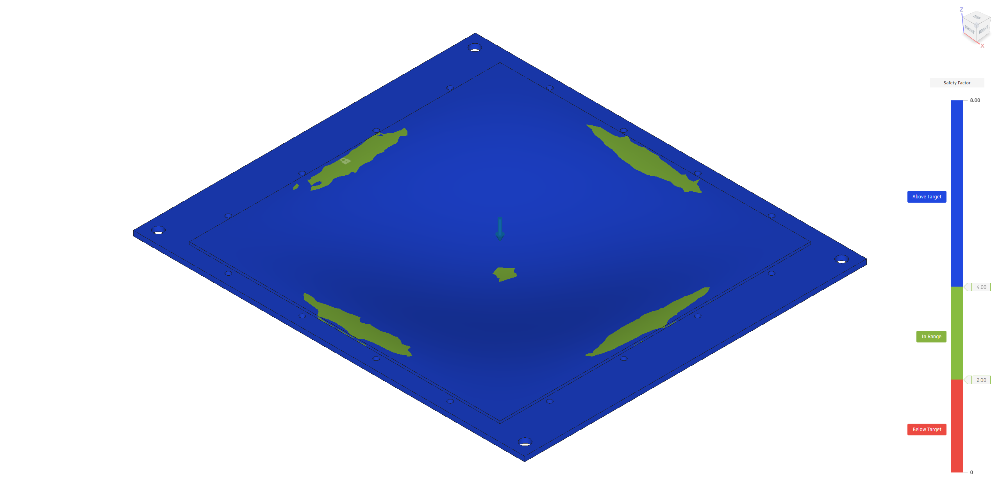 Z
TOP
FRONT
RIGHT
X
Safety Factor
8.00
Above Target
4.00
In Range
2.00
Below Target
0